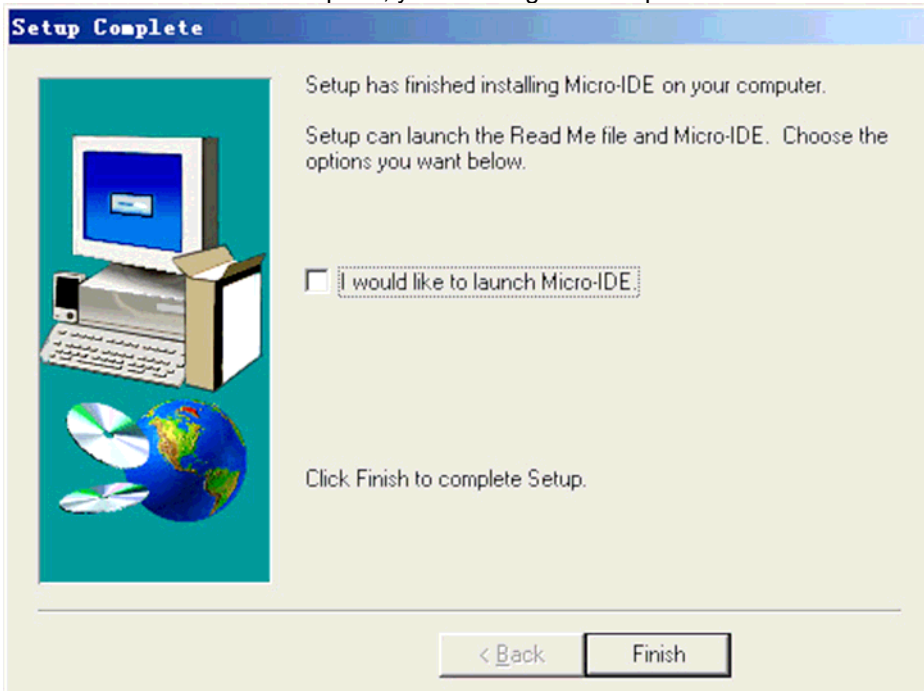 Setup Complete
Setup has finished installing Micro-IDE on your computer.
Setup can launch the Read Me file and Micro-IDE. Choose the
options you want below.
I would like to launch Micro-IDE.
Click Finish to complete Setup.
< Back
Finish